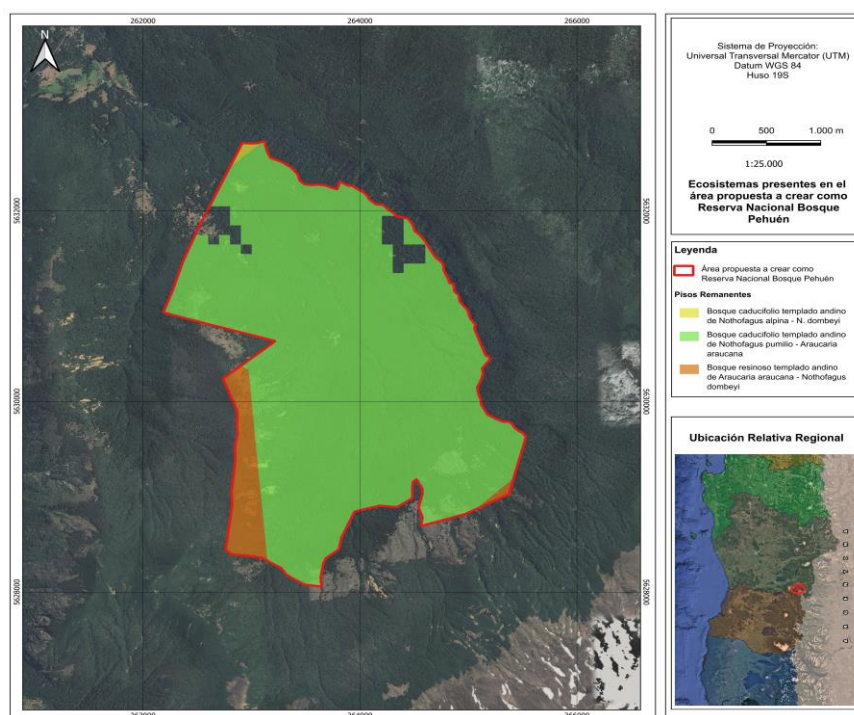 262000
264000
266000
N
5632000
5632000
5630000
5630000
5628000
5628000
262000
264000
266000
Sistema de Proyección:
Universal Transversal Mercator (UTM)
Datum WGS 84
Huso 19S
0 500 1.000 m
1:25.000
Ecosistemas presentes en el
área propuesta a crear como
Reserva Nacional Bosque
Pehuén
Leyenda
Área propuesta a crear como
Reserva Nacional Bosque Pehuén
Pisos Remanentes
Bosque caducifolio templado andino
de Nothofagus alpina - N. dombeyi
Bosque caducifolio templado andino
de Nothofagus pumilio - Araucaria
araucana
Bosque resinoso templado andino
de Araucaria araucana - Nothofagus
dombeyi
Ubicación Relativa Regional